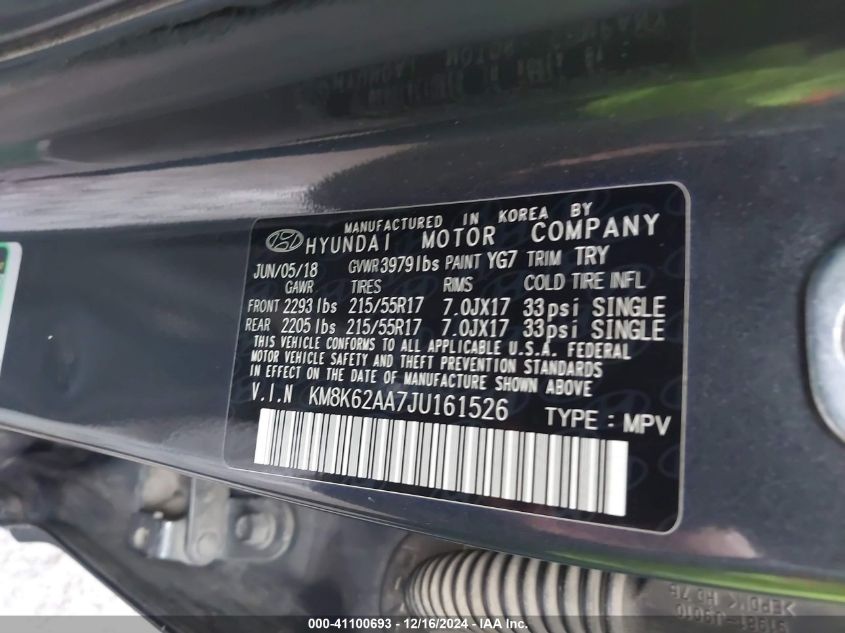 MANUFACTURED IN KOREA BY
HYUNDAI MOTOR COMPANY
JUN/05/18 GVWR3979lbs PAINT YG7 TRIM TRY
GAWR TIRES RIMS COLD TIRE INFL
FRONT 2293 lbs 215/55R17 7.0JX17 33psi SINGLE
REAR 2205 lbs 215/55R17 7.0JX17 33psi SINGLE
THIS VEHICLE CONFORMS TO ALL APPLICABLE U.S.A. FEDERAL
MOTOR VEHICLE SAFETY AND THEFT PREVENTION STANDARDS
IN EFFECT ON THE DATE OF MANUFACTURE SHOWN ABOVE.
V.I.N KM8K62AA7JU161526
TYPE : MPV
000-41100693 - 12/16/2024 - IAA Inc.